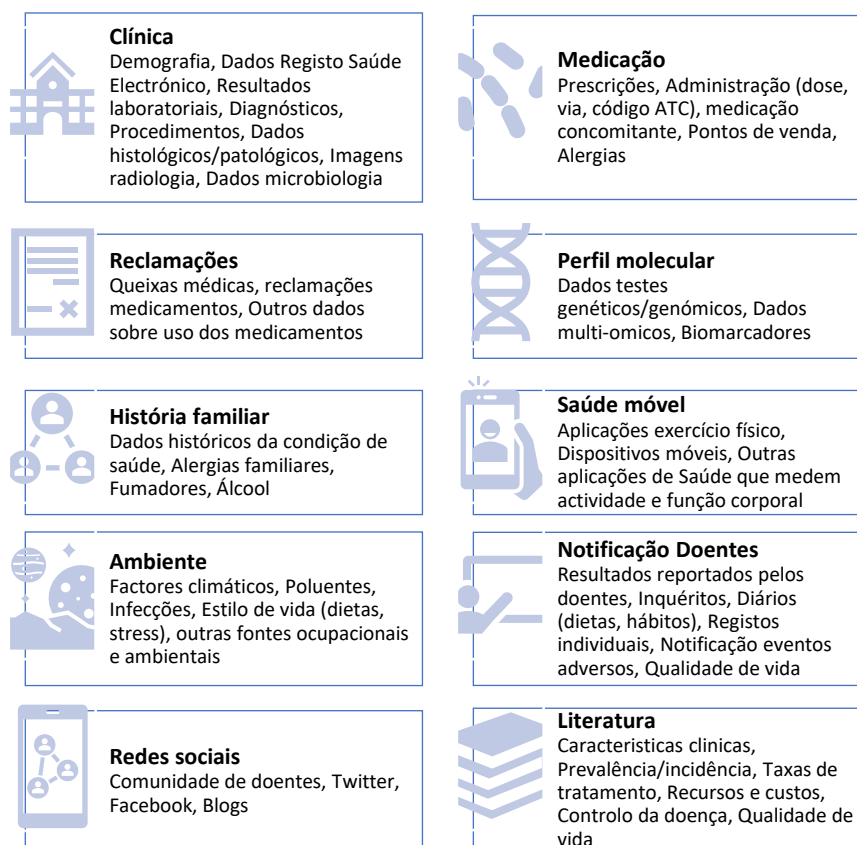 Clínica
Demografia, Dados Registo Saúde
Electrónico, Resultados
laboratoriais, Diagnósticos,
Procedimentos, Dados
histológicos/patológicos, Imagens
radiologia, Dados microbiologia
Medicação
Prescrições, Administração (dose,
via, código ATC), medicação
concomitante, Pontos de venda,
Alergias
Reclamações
Queixas médicas, reclamações
medicamentos, Outros dados
sobre uso dos medicamentos
Perfil molecular
Dados testes
genéticos/genómicos, Dados
multi-omicos, Biomarcadores
História familiar
Dados históricos da condição de
saúde, Alergias familiares,
Fumadores, Álcool
Saúde móvel
Aplicações exercício físico,
Dispositivos móveis, Outras
aplicações de Saúde que medem
actividade e função corporal
Ambiente
Factores climáticos, Poluentes,
Infecções, Estilo de vida (dietas,
stress), outras fontes ocupacionais
e ambientais
Notificação Doentes
Resultados reportados pelos
doentes, Inquéritos, Diários
(dietas, hábitos), Registos
individuais, Notificação eventos
adversos, Qualidade de vida
Redes sociais
Comunidade de doentes, Twitter,
Facebook, Blogs
Literatura
Caracteristicas clinicas,
Prevalência/incidência, Taxas de
tratamento, Recursos e custos,
Controlo da doença, Qualidade de
vida